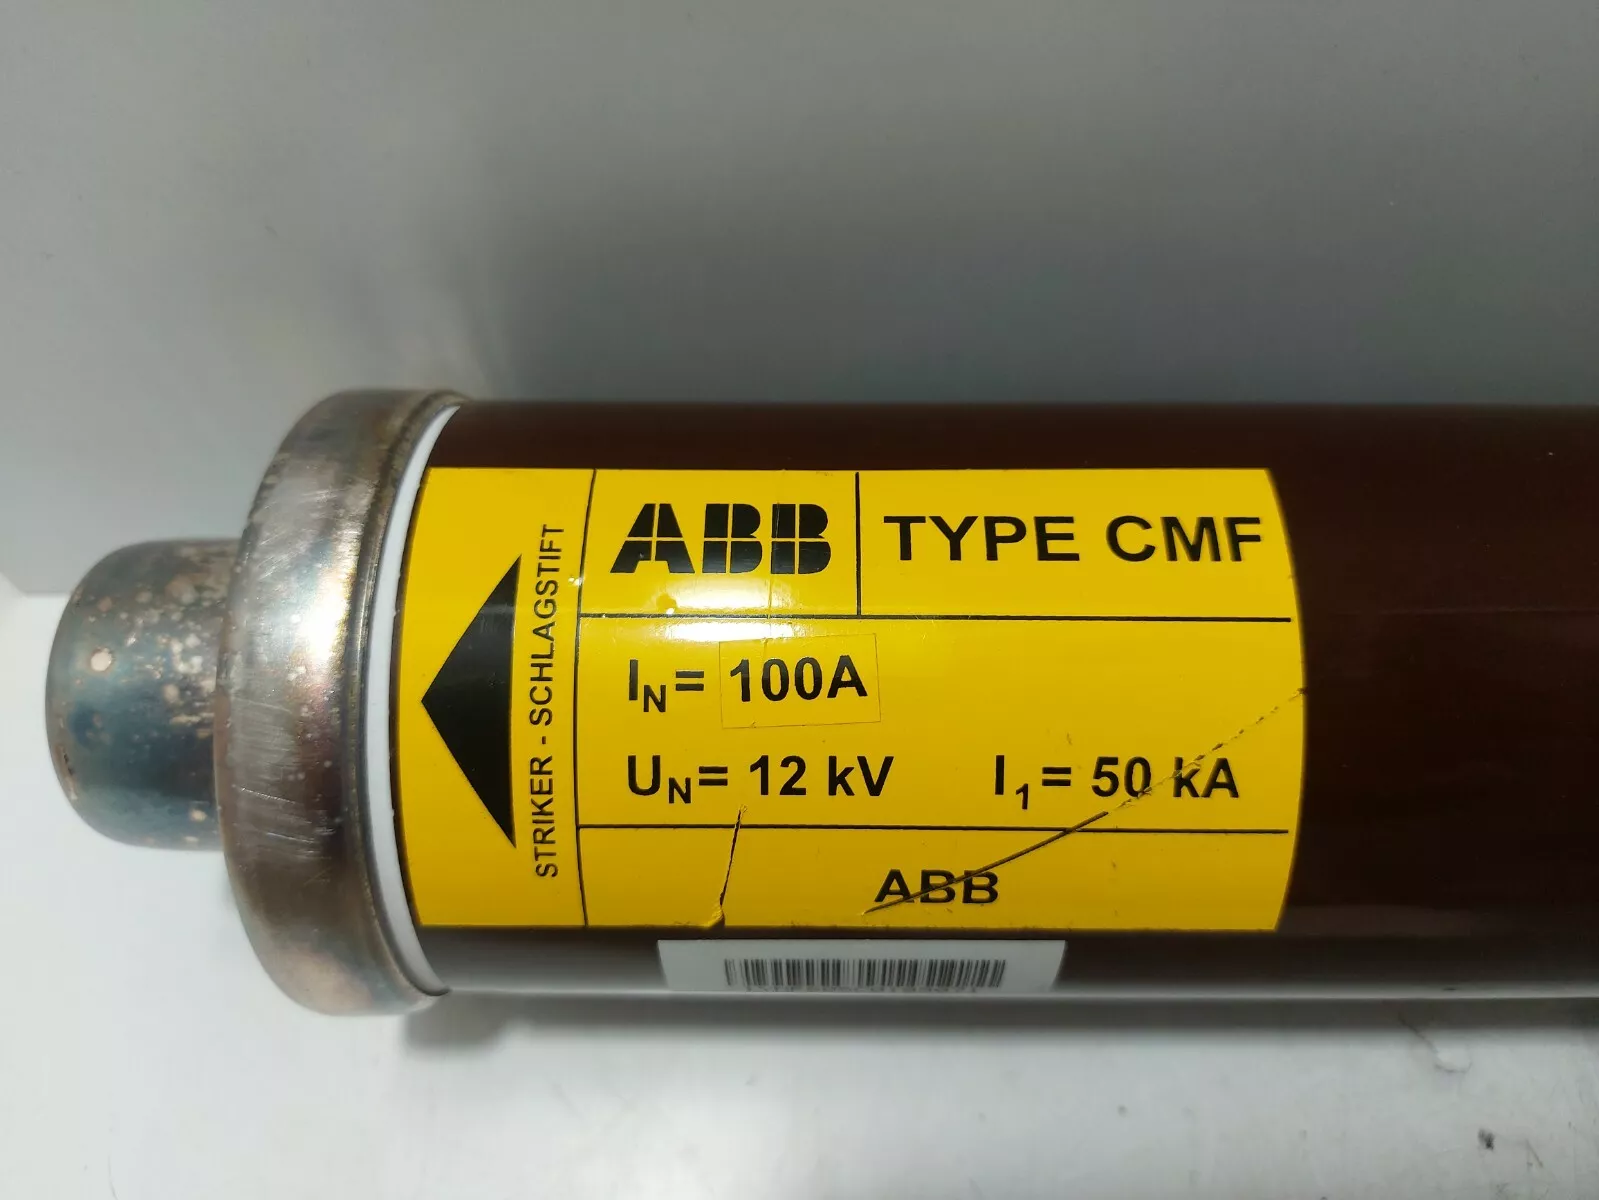 STRIKER - SCHLAGSTIFT
ABB
TYPE CMF
IN= 100A
UN= 12 kV
I1= 50 kA
ABB